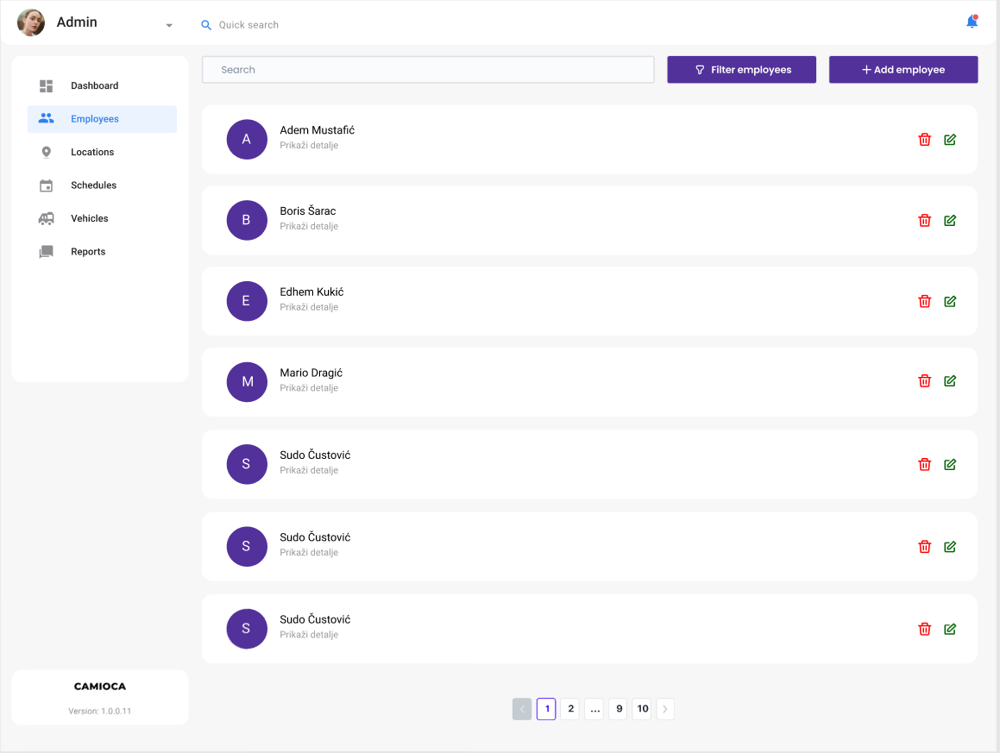 Admin
Quick search
Dashboard
Employees
Locations
Schedules
Vehicles
Reports
Search
Filter employees
Add employee
A
Adem Mustafić
Prikaži detalje
B
Boris Šarac
Prikaži detalje
E
Edhem Kukić
Prikaži detalje
M
Mario Dragić
Prikaži detalje
S
Sudo Čustović
Prikaži detalje
S
Sudo Čustović
Prikaži detalje
S
Sudo Čustović
Prikaži detalje
CAMIOCA
Version: 1.0.0.11
1 2 ... 9 10